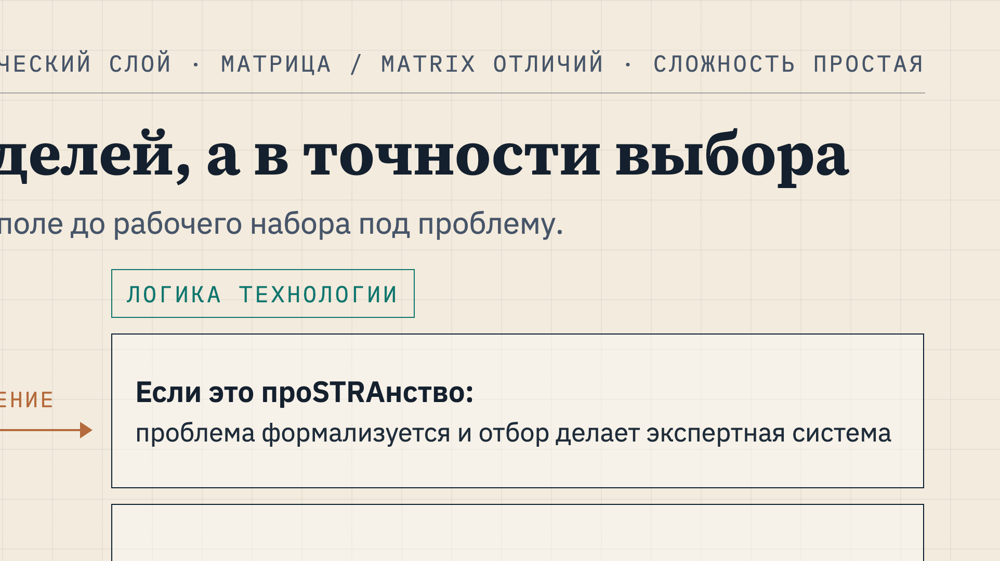 ЧЕСКИЙ СЛОЙ · МАТРИЦА / MATRIX ОТЛИЧИЙ · СЛОЖНОСТЬ ПРОСТАЯ
делей, а в точности выбора
поле до рабочего набора под проблему.
ЛОГИКА ТЕХНОЛОГИИ
ЕНИЕ
Если это проSTRAнство:
проблема формализуется и отбор делает экспертная система